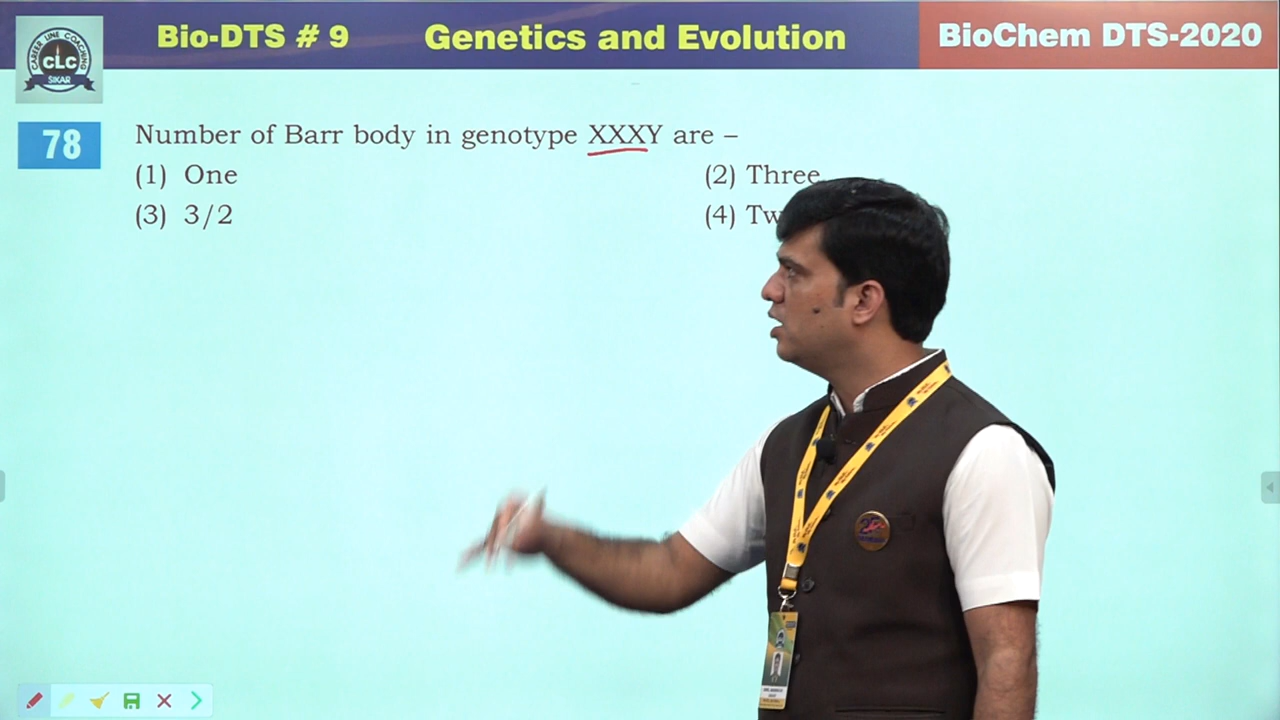 Bio-DTS # 9
Genetics and Evolution
BioChem DTS-2020
CAREER LINE COACHING
CLC
SIKAR
78
Number of Barr body in genotype XXXY are –
(1) One
(2) Three
(3) 3/2
(4) Tw